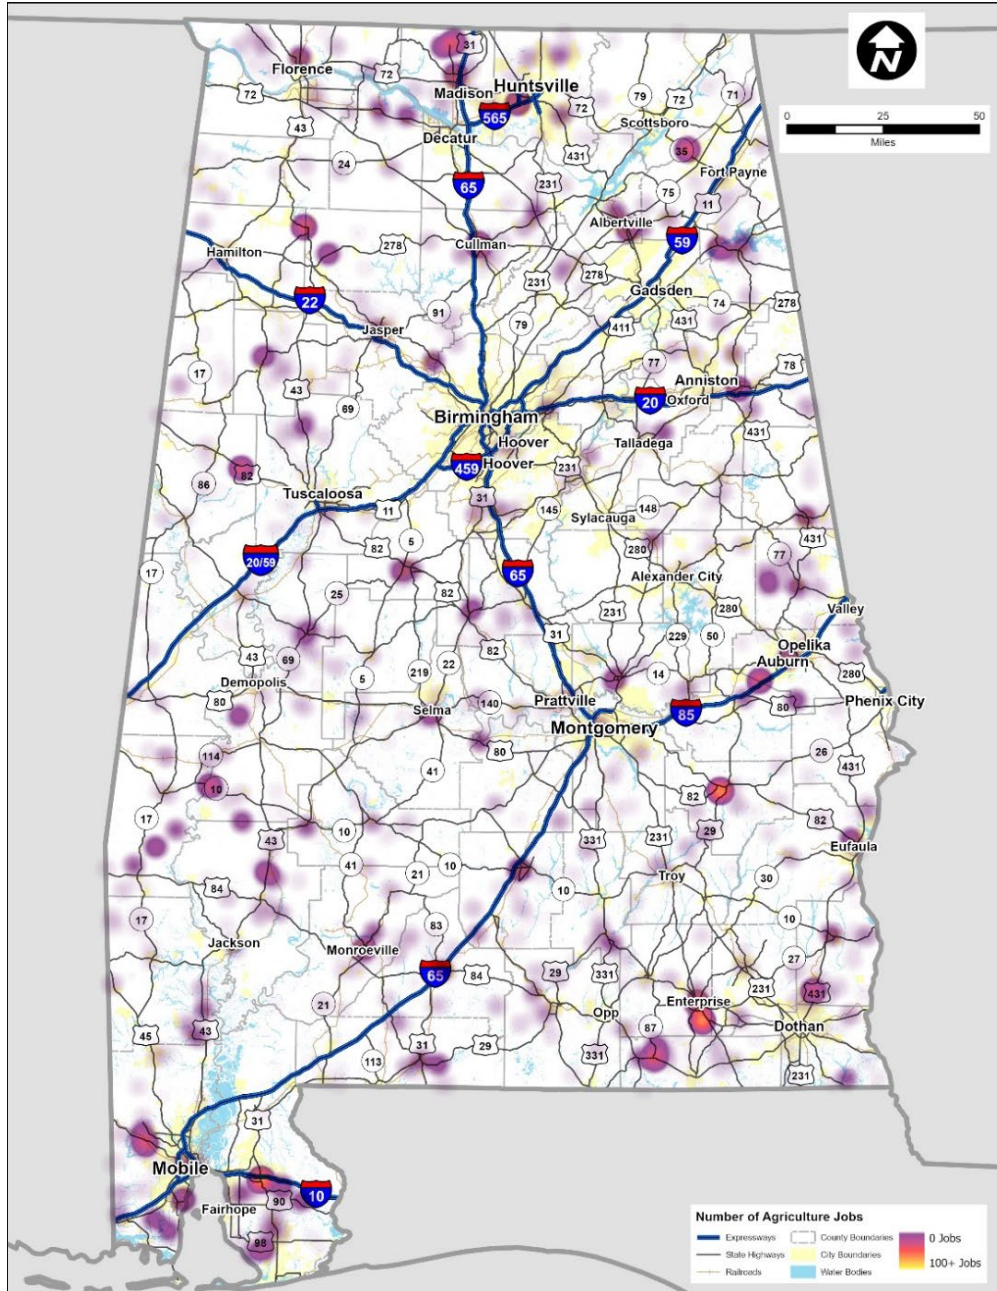 N
0 25 50
Miles
31
Florence
72
72
Madison
Huntsville
79
72
71
72
565
72
Scottsboro
43
Decatur
431
35
24
65
231
75
Fort Payne
11
Albertville
59
Hamilton
278
Cullman
278
231
Gadsden
22
91
74
278
Jasper
79
411
431
77
78
17
43
69
20
Anniston
Oxford
Birmingham
Hoover
431
Talladega
459
Hoover
231
82
86
Tuscaloosa
31
145
148
11
Sylacauga
5
82
280
431
20/59
77
17
65
Alexander City
25
82
231
280
Valley
31
229
50
43
69
82
Opelika
22
219
14
Auburn
5
280
Demopolis
80
Selma
140
Prattville
85
80
Phenix City
Montgomery
114
80
26
41
431
10
82
17
82
43
10
331
231
29
Eufaula
41
21
10
84
10
Troy
30
17
83
10
Jackson
Monroeville
27
65
84
29
331
231
431
21
Enterprise
Opp
45
43
87
Dothan
31
29
113
331
231
31
Mobile
10
90
Fairhope
98
Number of Agriculture Jobs
Expressways
County Boundaries
0 Jobs
State Highways
City Boundaries
100+ Jobs
Railroads
Water Bodies